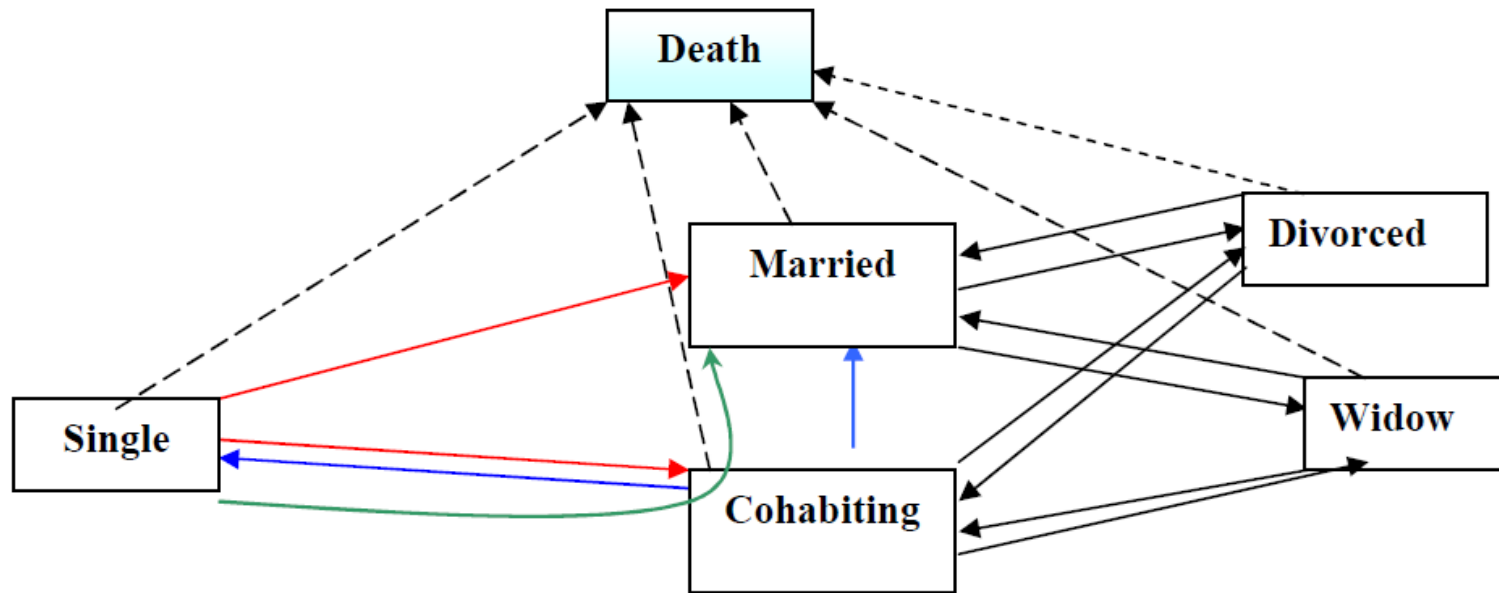 Death
Divorced
Married
Widow
Single
Cohabiting